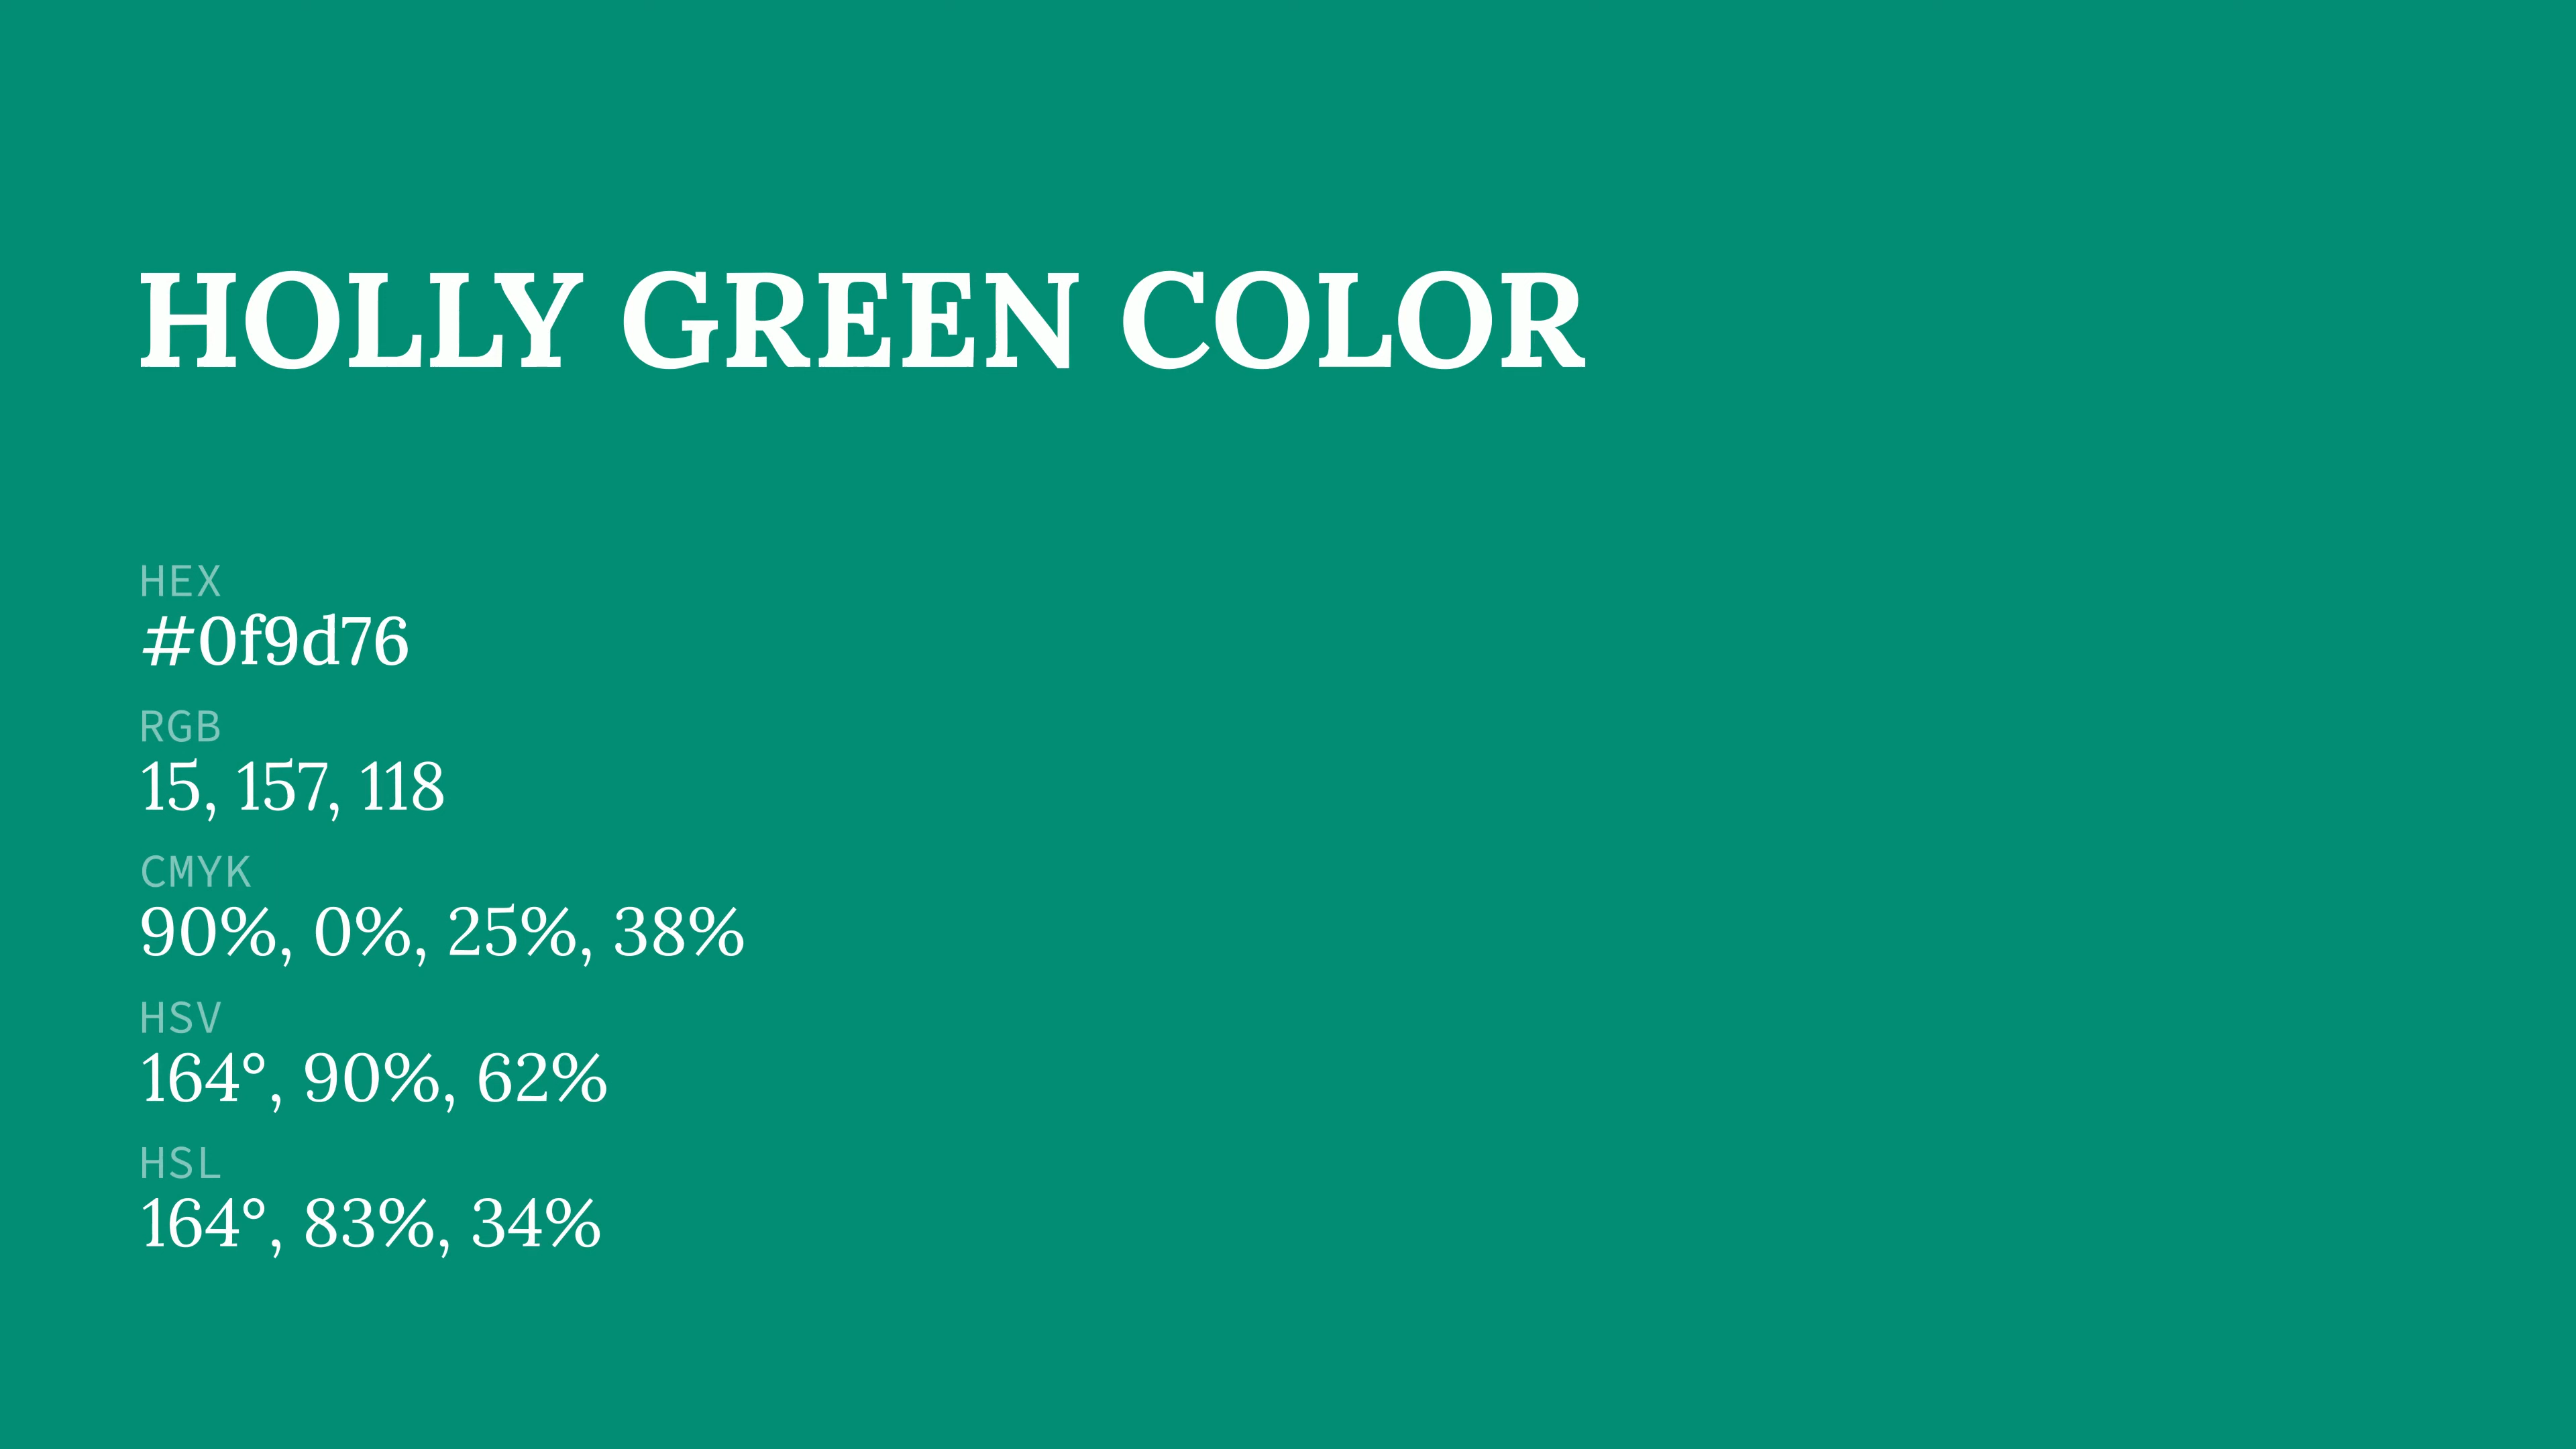 HOLLY GREEN COLOR
HEX
#0f9d76
RGB
15, 157, 118
CMYK
90%, 0%, 25%, 38%
HSV
164°, 90%, 62%
HSL
164°, 83%, 34%